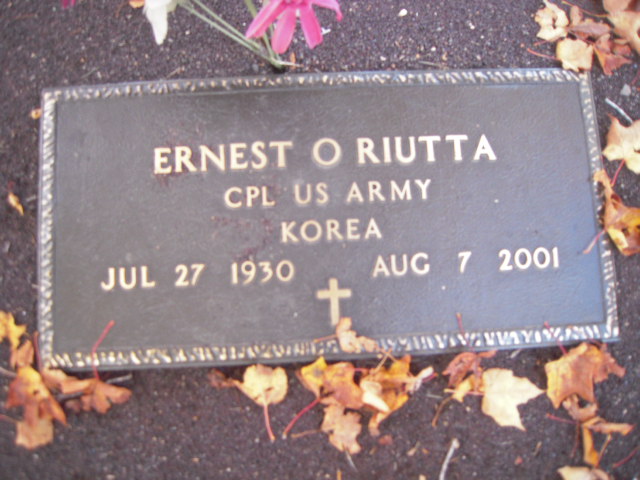 ERNEST O RIUTTA
CPL US ARMY
KOREA
JUL 27 1930 AUG 7 2001